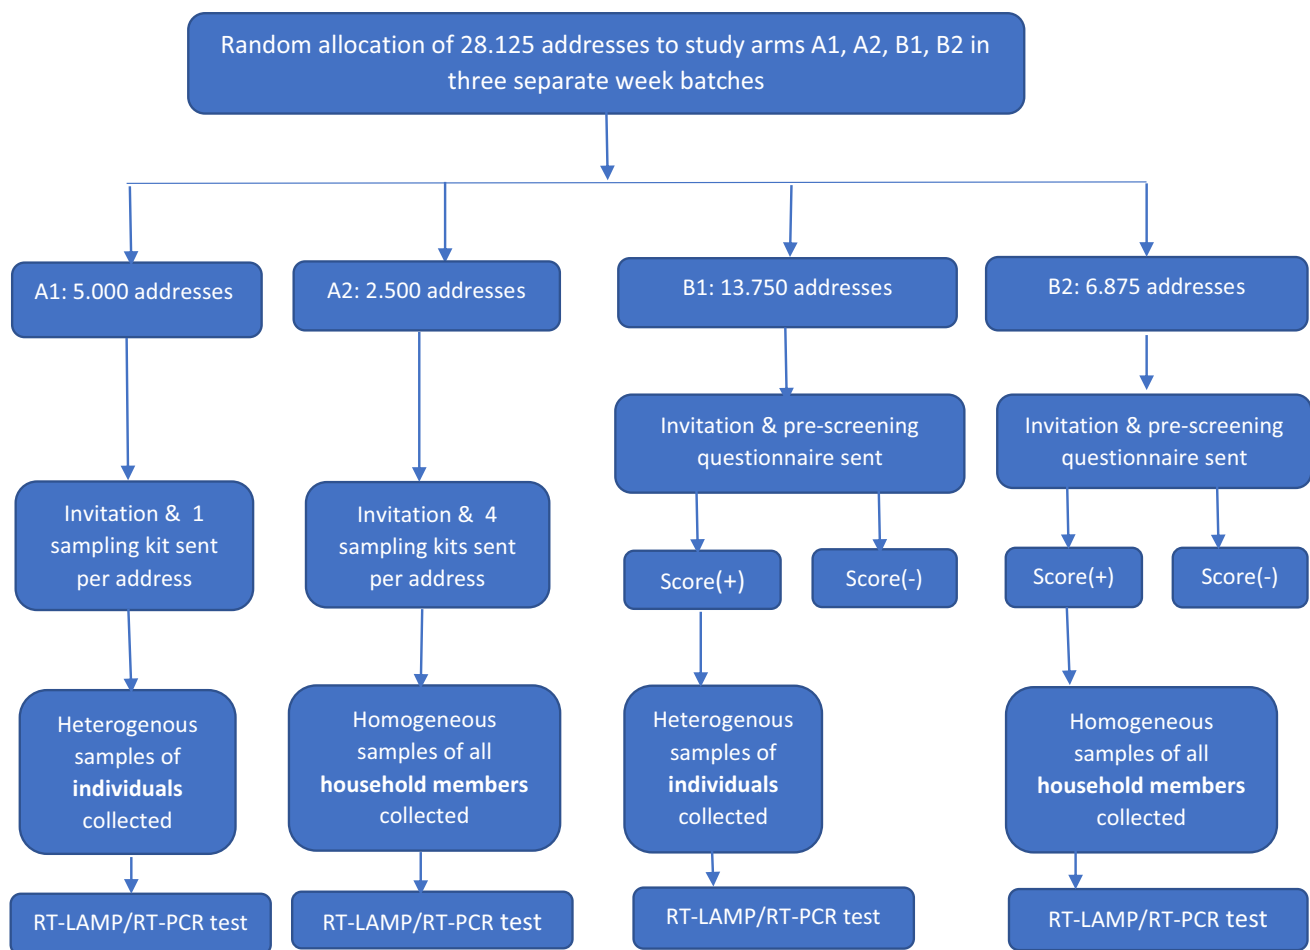 Random allocation of 28.125 addresses to study arms A1, A2, B1, B2 in
three separate week batches
A1: 5.000 addresses
A2: 2.500 addresses
B1: 13.750 addresses
B2: 6.875 addresses
Invitation & pre-screening
questionnaire sent
Invitation & pre-screening
questionnaire sent
Invitation & 1
sampling kit sent
per address
Invitation & 4
sampling kits sent
per address
Score(+)
Score(-)
Score(+)
Score(-)
Heterogenous
samples of
individuals
collected
Homogeneous
samples of all
household members
collected
Heterogenous
samples of
individuals
collected
Homogeneous
samples of all
household members
collected
RT-LAMP/RT-PCR test
RT-LAMP/RT-PCR test
RT-LAMP/RT-PCR test
RT-LAMP/RT-PCR test